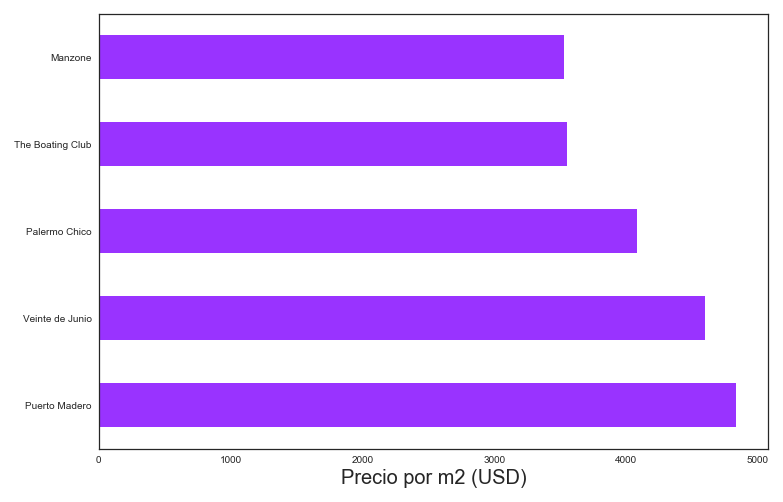 Manzone
The Boating Club
Palermo Chico
Veinte de Junio
Puerto Madero
0 1000 2000 3000 4000 5000
Precio por m2 (USD)